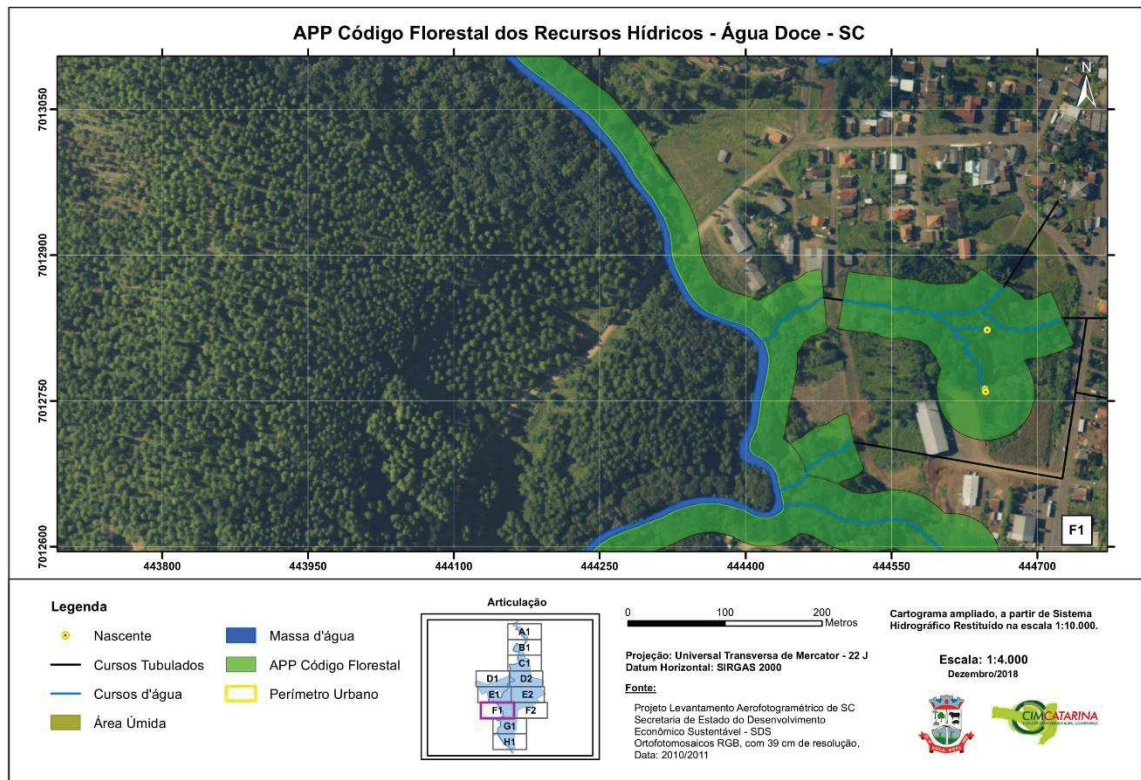 APP Código Florestal dos Recursos Hídricos - Água Doce - SC
N
7013050
7012900
7012750
7012600
F1
443800
443950
444100
444250
444400
444550
444700
Legenda
Nascente
Cursos Tubulados
Cursos d'água
Área Úmida
Massa d'água
APP Código Florestal
Perímetro Urbano
Articulação
A1
B1
C1
D1
D2
E1
E2
F1
F2
G1
H1
0
100
200
Metros
Projeção: Universal Transversa de Mercator - 22 J
Datum Horizontal: SIRGAS 2000
Fonte:
Projeto Levantamento Aerofotogramétrico de SC
Secretaria de Estado do Desenvolvimento
Econômico Sustentável - SDS
Ortofotomosaicos RGB, com 39 cm de resolução,
Data: 2010/2011
Cartograma ampliado, a partir de Sistema
Hidrográfico Restituído na escala 1:10.000.
Escala: 1:4.000
Dezembro/2018
CIMCATARINA